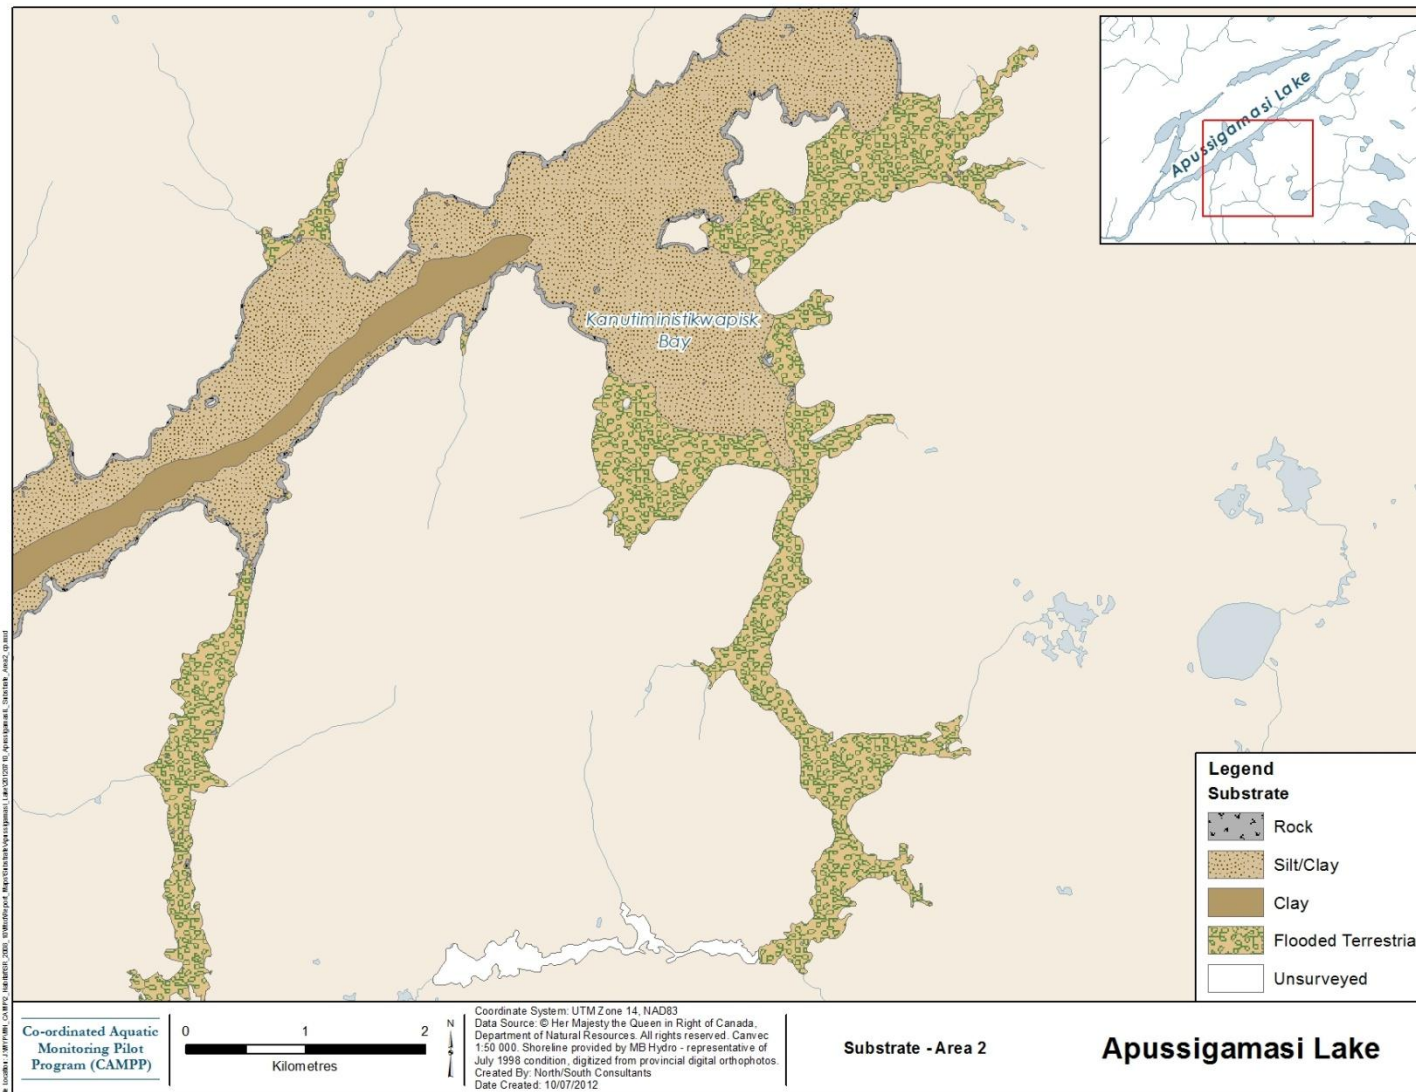 Apussigamasi Lake
Kanutiministikwapisk
Bay
Legend
Substrate
Rock
Silt/Clay
Clay
Flooded Terrestria
Unsurveyed
Co-ordinated Aquatic
Monitoring Pilot
Program (CAMPP)
0 1 2
Kilometres
N
Coordinate System: UTM Zone 14, NAD83
Data Source: © Her Majesty the Queen in Right of Canada,
Department of Natural Resources. All rights reserved. Canvec
1:50 000. Shoreline provided by MB Hydro - representative of
July 1998 condition, digitized from provincial digital orthophotos.
Created By: North/South Consultants
Date Created: 10/07/2012
Substrate - Area 2
Apussigamasi Lake